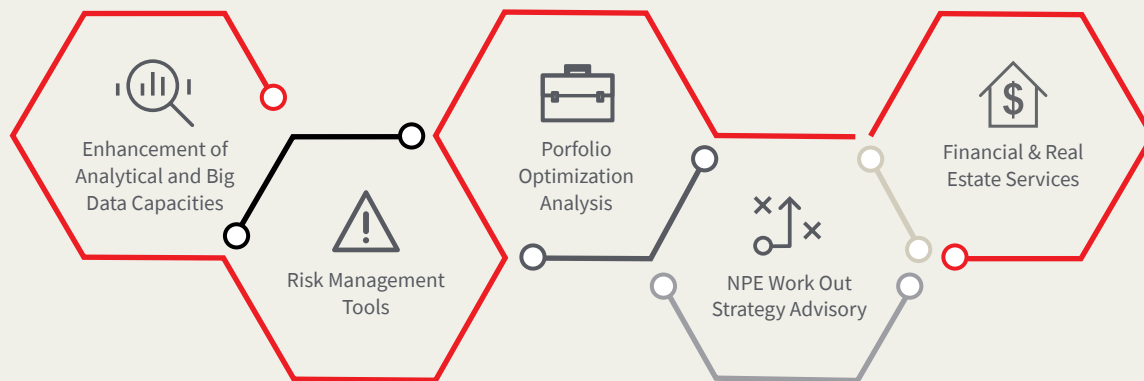 Enhancement of
Analytical and Big
Data Capacities
Risk Management
Tools
Porfolio
Optimization
Analysis
NPE Work Out
Strategy Advisory
$
Financial & Real
Estate Services